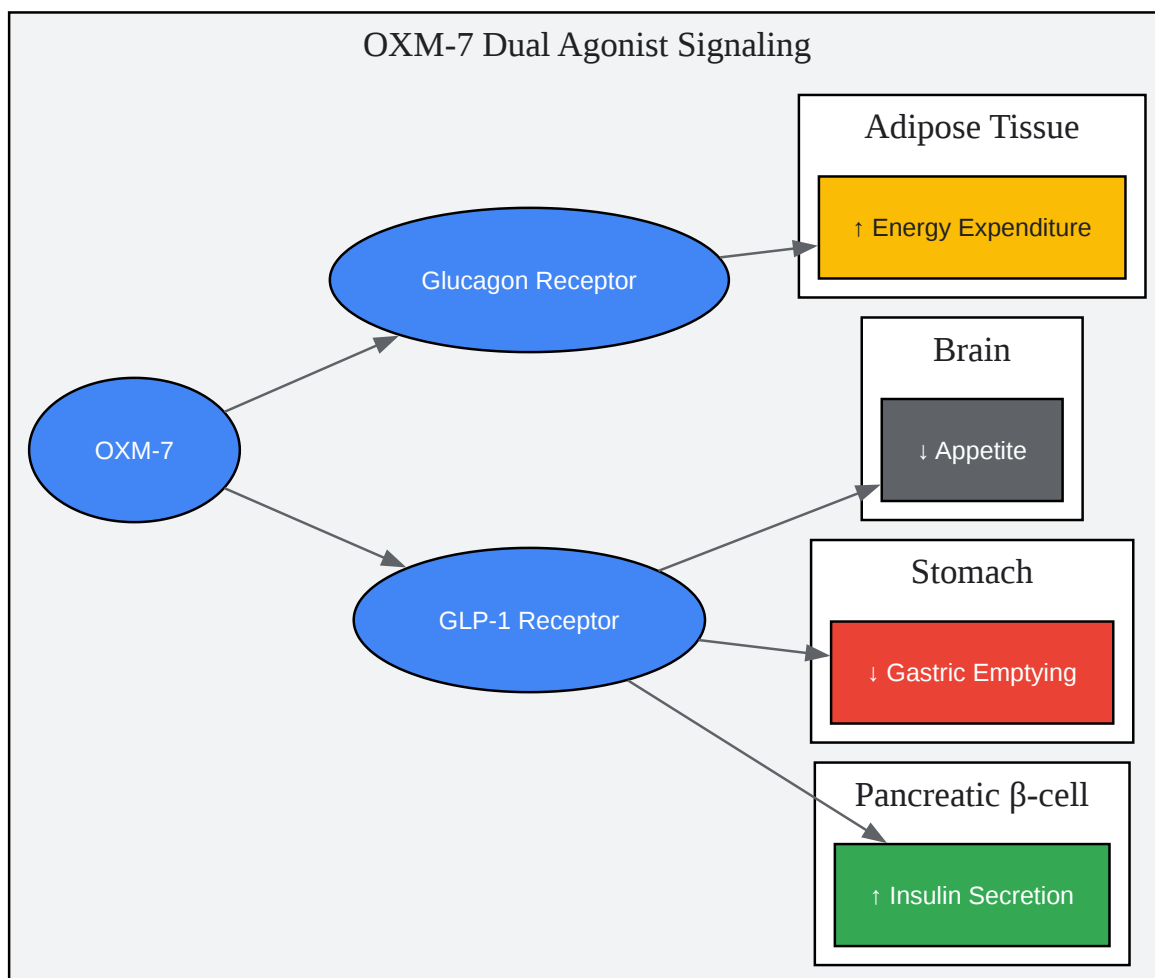 OXM-7 Dual Agonist Signaling
Adipose Tissue
↑ Energy Expenditure
Glucagon Receptor
Brain
↓ Appetite
OXM-7
GLP-1 Receptor
Stomach
↓ Gastric Emptying
Pancreatic β-cell
↑ Insulin Secretion